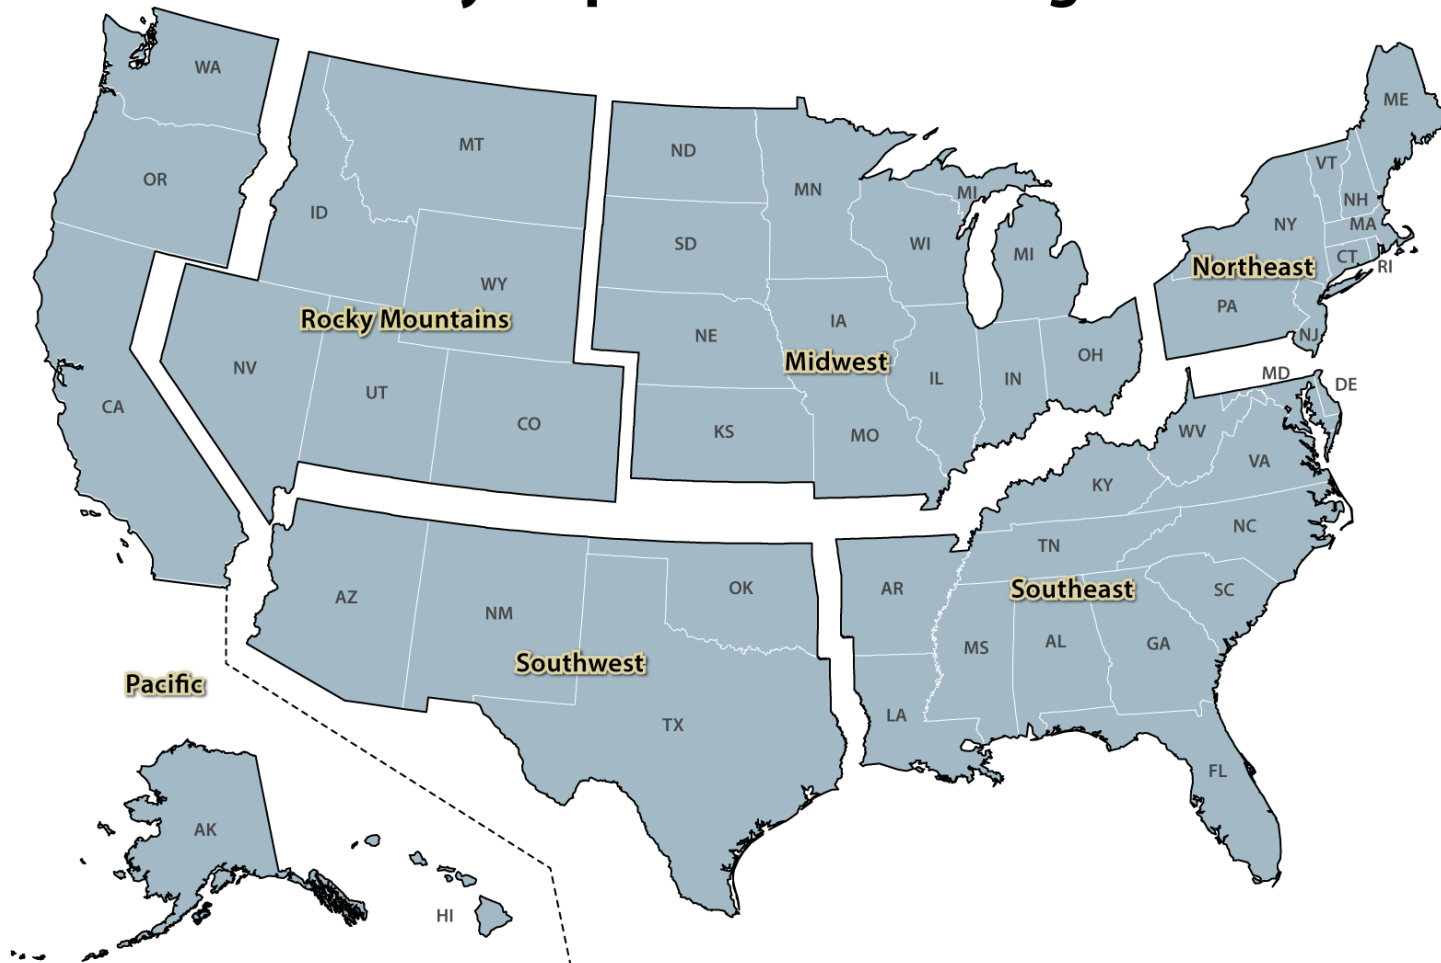 WA
OR
CA
MT
ID
WY
NV
UT
CO
Rocky Mountains
ND
SD
NE
KS
MN
IA
MO
WI
MI
MI
IL
IN
OH
Midwest
ME
VT
NH
NY
MA
CT
RI
PA
NJ
Northeast
MD
DE
WV
VA
KY
NC
TN
SC
AR
MS
AL
GA
LA
FL
Southeast
AZ
NM
OK
TX
Southwest
Pacific
AK
HI